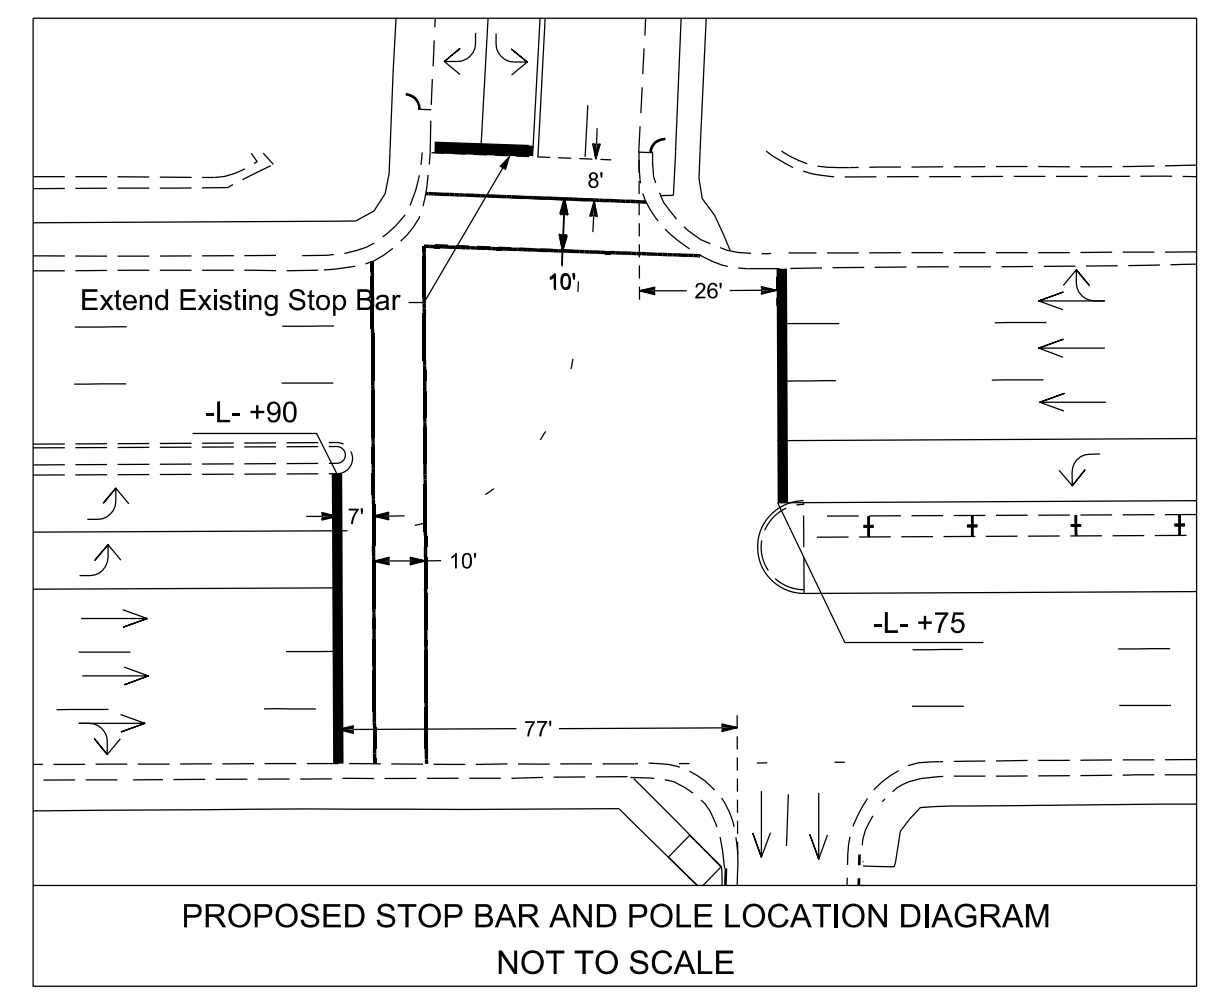 8'
10'
26'
Extend Existing Stop Bar
-L- +90
7'
10'
-L- +75
77'
PROPOSED STOP BAR AND POLE LOCATION DIAGRAM
NOT TO SCALE